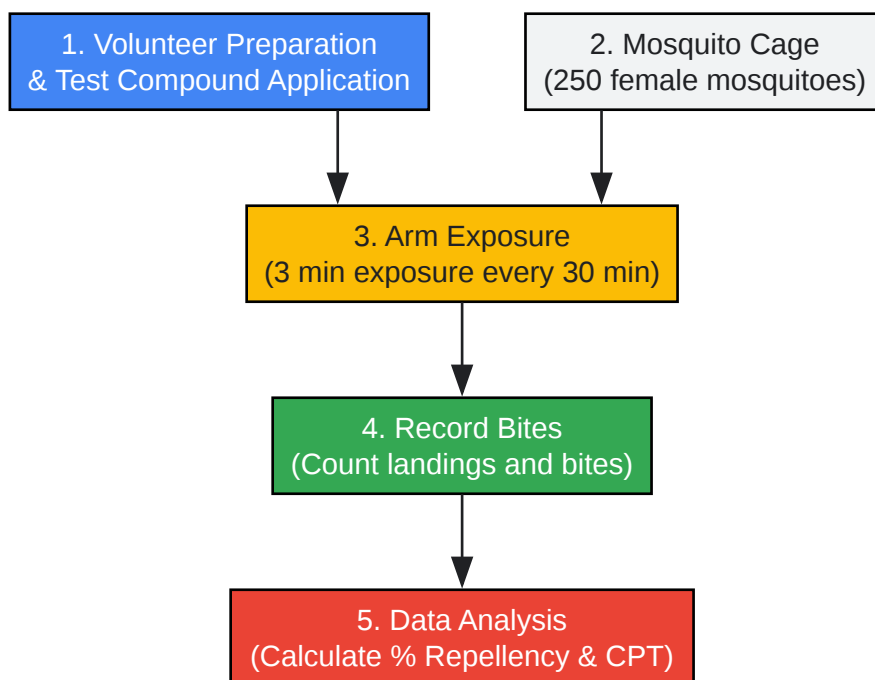 1. Volunteer Preparation
& Test Compound Application
2. Mosquito Cage
(250 female mosquitoes)
3. Arm Exposure
(3 min exposure every 30 min)
4. Record Bites
(Count landings and bites)
5. Data Analysis
(Calculate % Repellency & CPT)